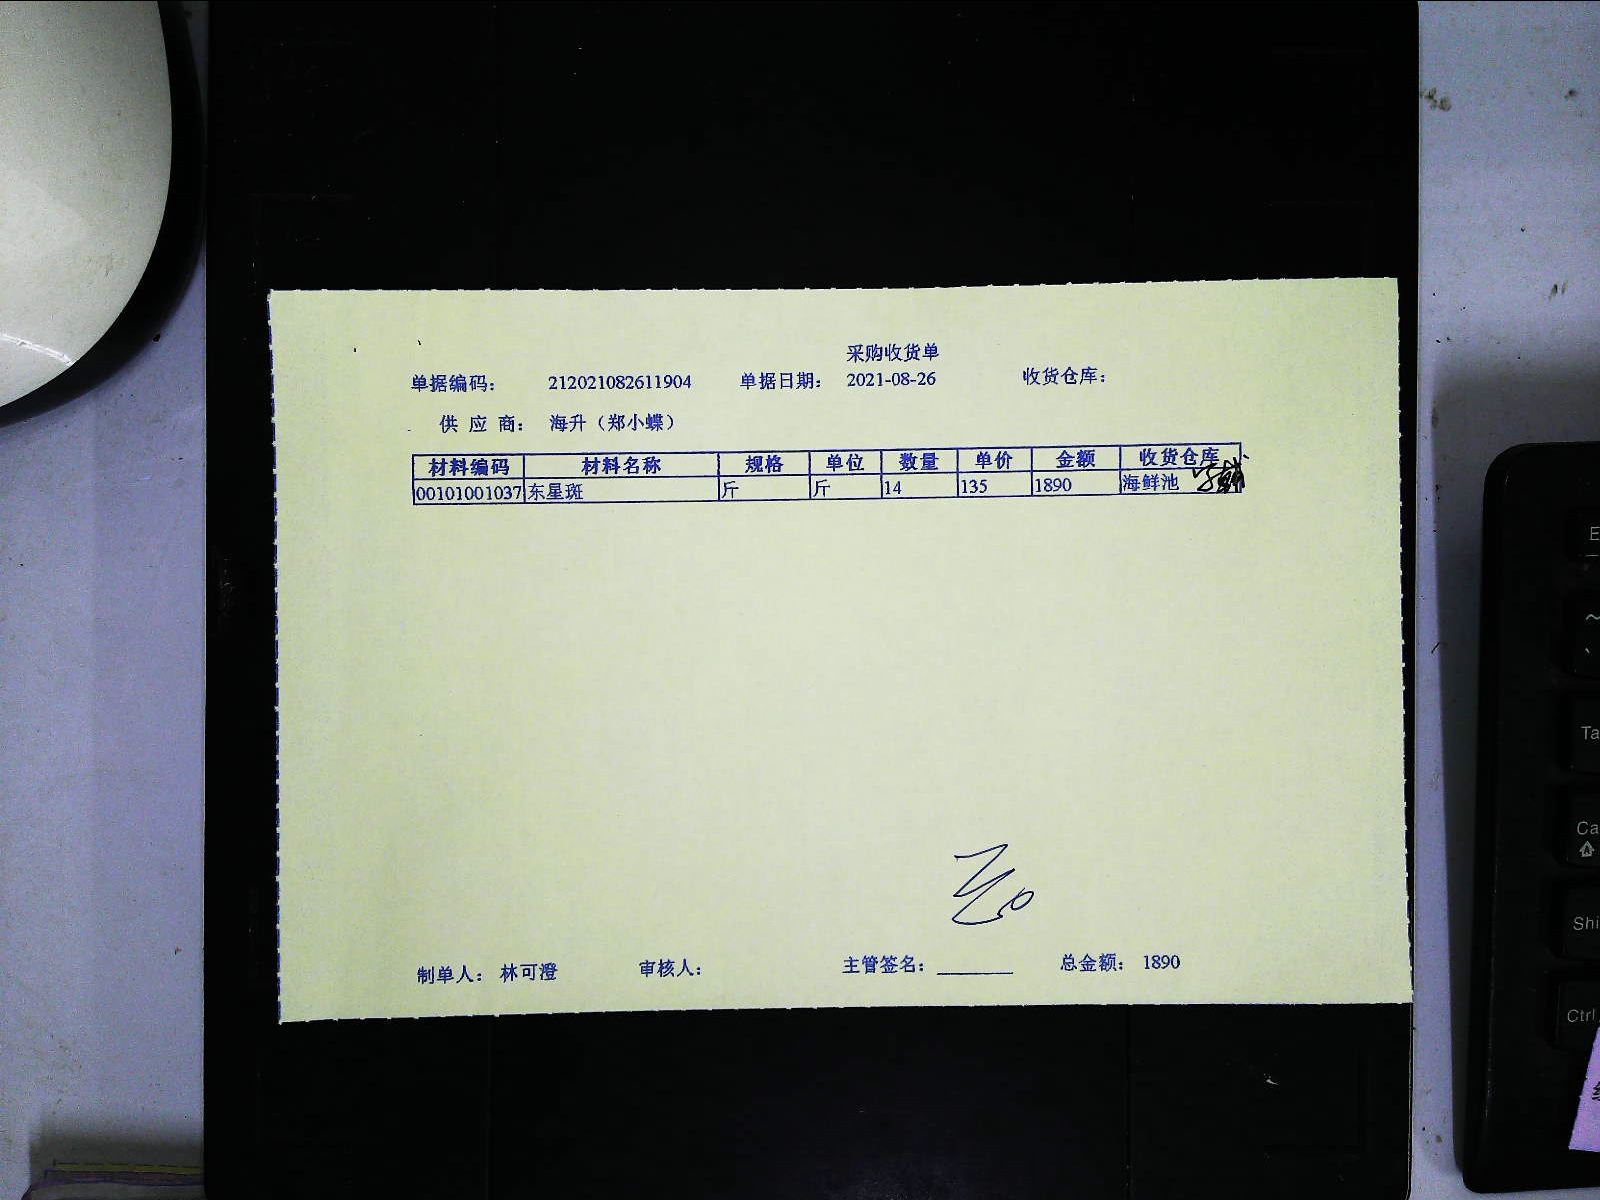 采购收货单
单据编码： 212021082611904 单据日期： 2021-08-26 收货仓库：
供 应 商： 海升（郑小蝶）
材料编码 材料名称 规格 单位 数量 单价 金额 收货仓库
00101001037 东星斑 斤 斤 14 135 1890 海鲜池
制单人： 林可澄 审核人： 主管签名： 总金额： 1890
Ctrl